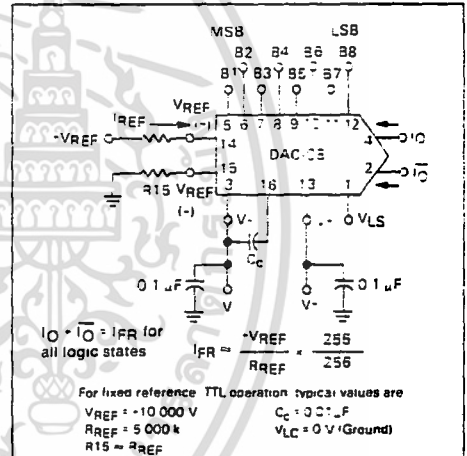 MSB LSB
B2 B4 B6 B8
B1 B3 B5 B7
IREF VREF (-)
-VREF
5 6 7 8 9 10 11 12
14 4 IO
DAC-08
15 2 IO
R15 VREF (-)
3 16 13 1
V- VLS
CC
0.1 µF 0.1 µF
V V-
IO + IO = IFR for
all logic states
IFR = -VREF / RREF × 255 / 256
For fixed reference TTL operation typical values are
VREF = -10 000 V
RREF = 5 000 k
R15 = RREF
CC = 0.01 µF
VLC = 0 V (Ground)